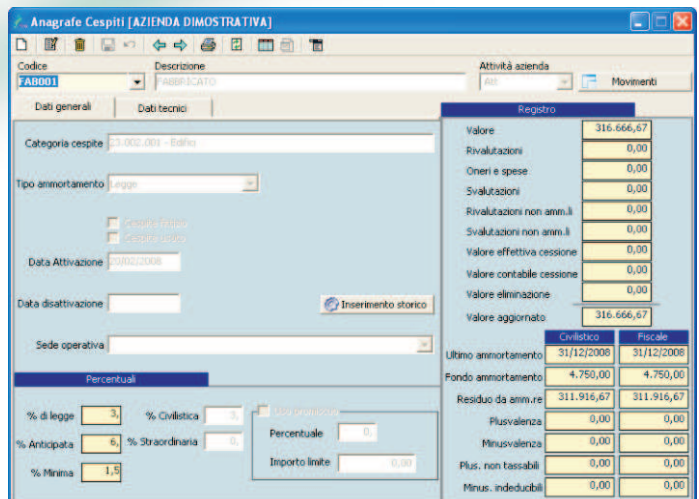 Anagrafe Cespiti [AZIENDA DIMOSTRATIVA]
Codice Descrizione Attività azienda
FAB001 FABBRICATO Att Movimenti
Dati generali Dati tecnici Registro
Categoria cespite 23.002.001 - Edifici
Tipo ammortamento Legge
Data Attivazione 20/02/2008
Data disattivazione Inserimento storico
Sede operativa
Percentuali
% di legge 3, % Civilistica 3,
% Anticipata 6, % Straordinaria 0,
% Minima 1,5
Uso promiscuo
Percentuale 0,
Importo limite 0,00
Valore 316.666,67
Rivalutazioni 0,00
Oneri e spese 0,00
Svalutazioni 0,00
Rivalutazioni non amm.li 0,00
Svalutazioni non amm.li 0,00
Valore effettiva cessione 0,00
Valore contabile cessione 0,00
Valore eliminazione 0,00
Valore aggiornato 316.666,67
Civilistico Fiscale
Ultimo ammortamento 31/12/2008 31/12/2008
Fondo ammortamento 4.750,00 4.750,00
Residuo da amm.re 311.916,67 311.916,67
Plusvalenza 0,00 0,00
Minusvalenza 0,00 0,00
Plus. non tassabili 0,00 0,00
Minus. indeducibili 0,00 0,00